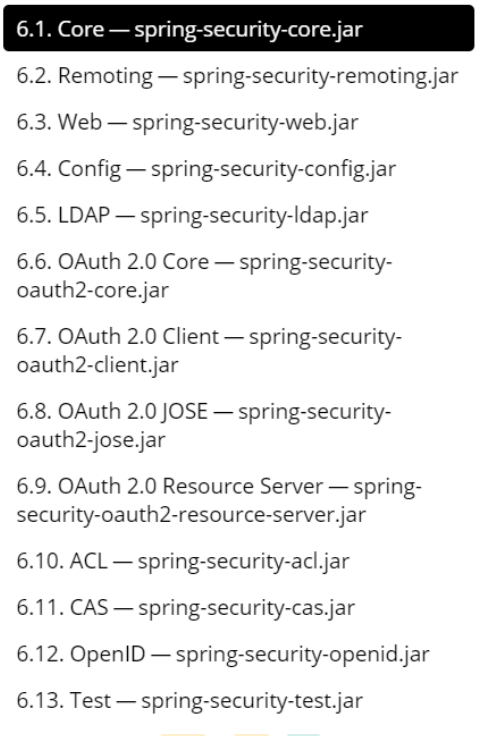 6.1. Core — spring-security-core.jar
6.2. Remoting — spring-security-remoting.jar
6.3. Web — spring-security-web.jar
6.4. Config — spring-security-config.jar
6.5. LDAP — spring-security-ldap.jar
6.6. OAuth 2.0 Core — spring-security-
oauth2-core.jar
6.7. OAuth 2.0 Client — spring-security-
oauth2-client.jar
6.8. OAuth 2.0 JOSE — spring-security-
oauth2-jose.jar
6.9. OAuth 2.0 Resource Server — spring-
security-oauth2-resource-server.jar
6.10. ACL — spring-security-acl.jar
6.11. CAS — spring-security-cas.jar
6.12. OpenID — spring-security-openid.jar
6.13. Test — spring-security-test.jar